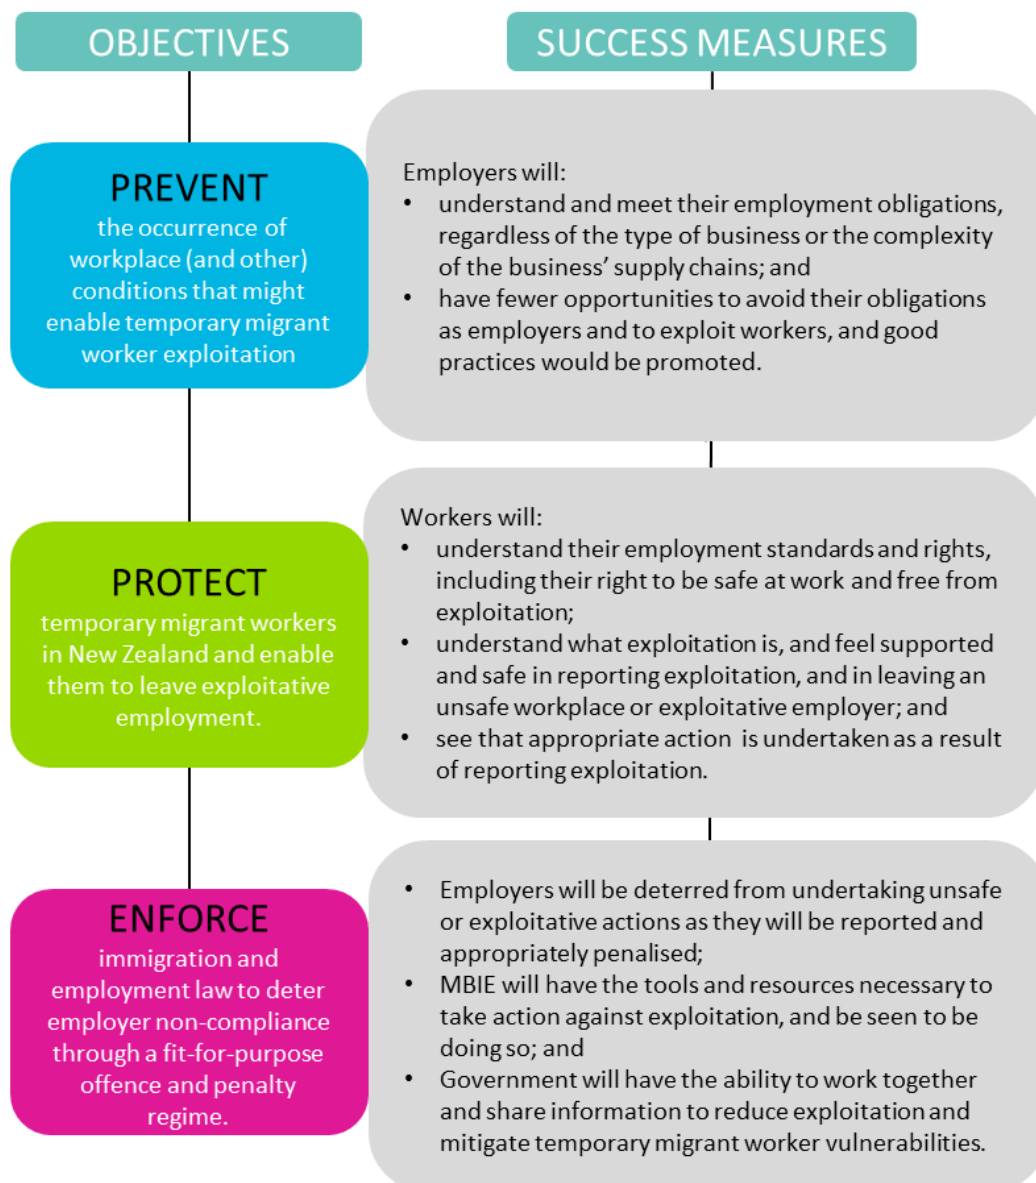 OBJECTIVES
SUCCESS MEASURES
PREVENT
the occurrence of
workplace (and other)
conditions that might
enable temporary migrant
worker exploitation
Employers will:
• understand and meet their employment obligations,
regardless of the type of business or the complexity
of the business’ supply chains; and
• have fewer opportunities to avoid their obligations
as employers and to exploit workers, and good
practices would be promoted.
PROTECT
temporary migrant workers
in New Zealand and enable
them to leave exploitative
employment.
Workers will:
• understand their employment standards and rights,
including their right to be safe at work and free from
exploitation;
• understand what exploitation is, and feel supported
and safe in reporting exploitation, and in leaving an
unsafe workplace or exploitative employer; and
• see that appropriate action is undertaken as a result
of reporting exploitation.
ENFORCE
immigration and
employment law to deter
employer non-compliance
through a fit-for-purpose
offence and penalty
regime.
• Employers will be deterred from undertaking unsafe
or exploitative actions as they will be reported and
appropriately penalised;
• MBIE will have the tools and resources necessary to
take action against exploitation, and be seen to be
doing so; and
• Government will have the ability to work together
and share information to reduce exploitation and
mitigate temporary migrant worker vulnerabilities.